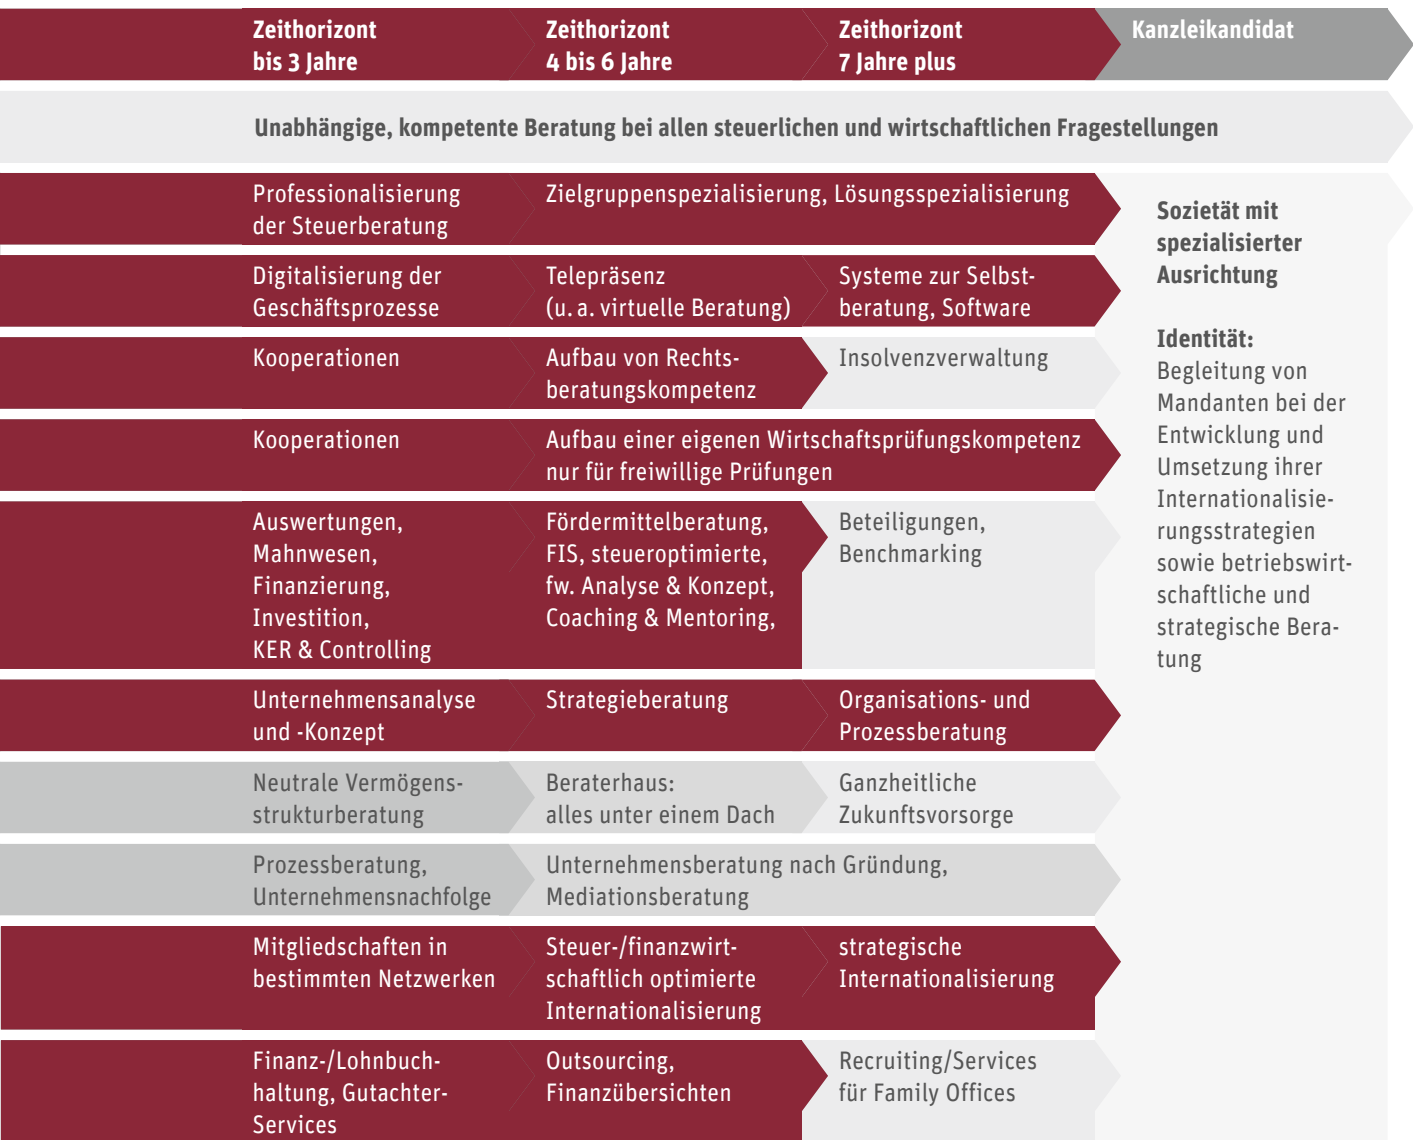 Zeithorizont
bis 3 Jahre
Zeithorizont
4 bis 6 Jahre
Zeithorizont
7 Jahre plus
Kanzleikandidat
Unabhängige, kompetente Beratung bei allen steuerlichen und wirtschaftlichen Fragestellungen
Professionalisierung
der Steuerberatung
Zielgruppenspezialisierung, Lösungsspezialisierung
Digitalisierung der
Geschäftsprozesse
Telepräsenz
(u. a. virtuelle Beratung)
Systeme zur Selbst-
beratung, Software
Kooperationen
Aufbau von Rechts-
beratungskompetenz
Insolvenzverwaltung
Kooperationen
Aufbau einer eigenen Wirtschaftsprüfungskompetenz
nur für freiwillige Prüfungen
Auswertungen,
Mahnwesen,
Finanzierung,
Investition,
KER & Controlling
Fördermittelberatung,
FIS, steueroptimierte,
fw. Analyse & Konzept,
Coaching & Mentoring,
Beteiligungen,
Benchmarking
Unternehmensanalyse
und -Konzept
Strategieberatung
Organisations- und
Prozessberatung
Neutrale Vermögens-
strukturberatung
Beraterhaus:
alles unter einem Dach
Ganzheitliche
Zukunftsvorsorge
Prozessberatung,
Unternehmensnachfolge
Unternehmensberatung nach Gründung,
Mediationsberatung
Mitgliedschaften in
bestimmten Netzwerken
Steuer-/finanzwirt-
schaftlich optimierte
Internationalisierung
strategische
Internationalisierung
Finanz-/Lohnbuch-
haltung, Gutachter-
Services
Outsourcing,
Finanzübersichten
Recruiting/Services
für Family Offices
Sozietät mit
spezialisierter
Ausrichtung
Identität:
Begleitung von
Mandanten bei der
Entwicklung und
Umsetzung ihrer
Internationalisie-
rungsstrategien
sowie betriebswirt-
schaftliche und
strategische Bera-
tung